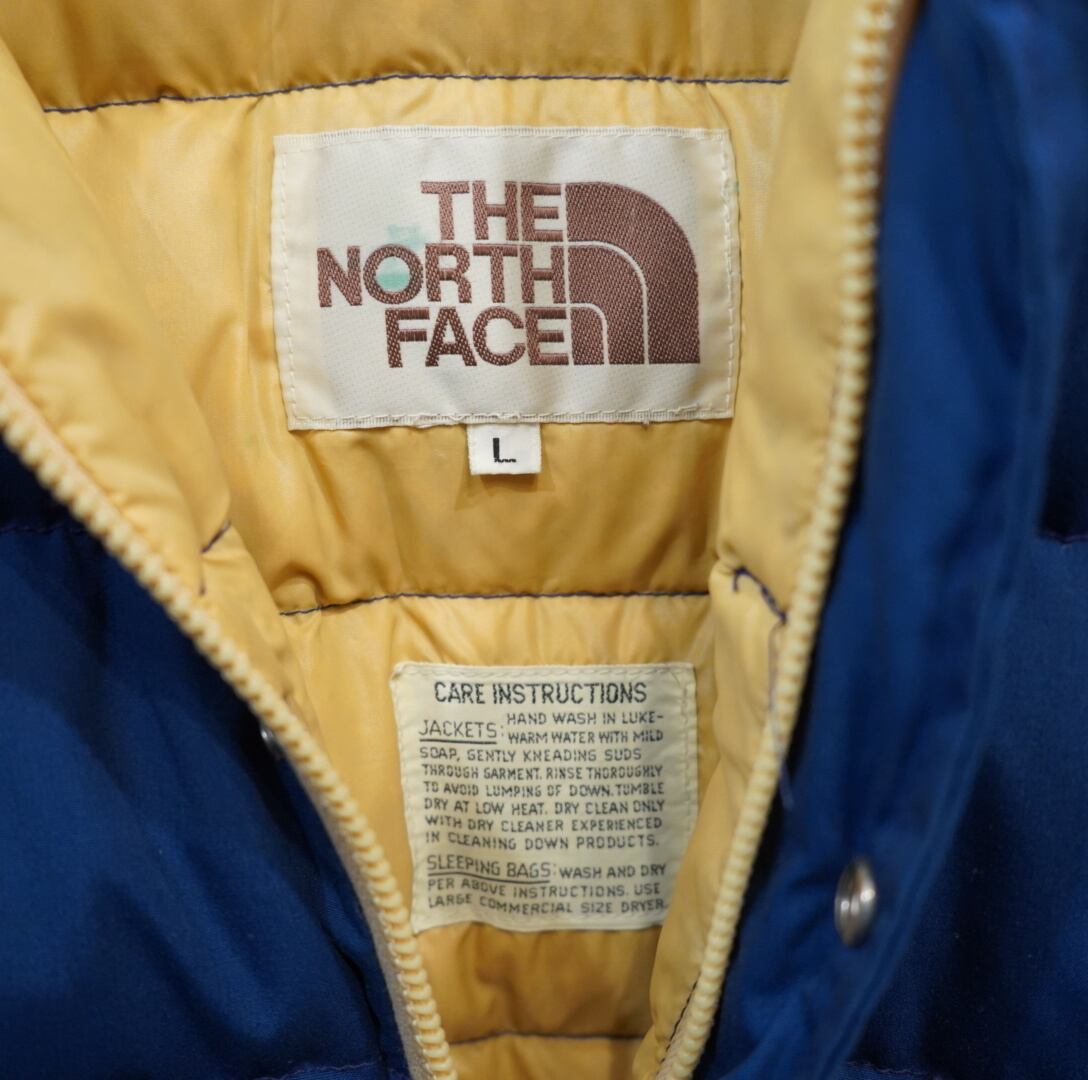 THE
NORTH
FACE
L
CARE INSTRUCTIONS
JACKETS: HAND WASH IN LUKE-
WARM WATER WITH MILD
SOAP, GENTLY KNEADING SUDS
THROUGH GARMENT. RINSE THOROUGHLY
TO AVOID LUMPING OF DOWN. TUMBLE
DRY AT LOW HEAT. DRY CLEAN ONLY
WITH DRY CLEANER EXPERIENCED
IN CLEANING DOWN PRODUCTS.
SLEEPING BAGS: WASH AND DRY
PER ABOVE INSTRUCTIONS. USE
LARGE COMMERCIAL SIZE DRYER.